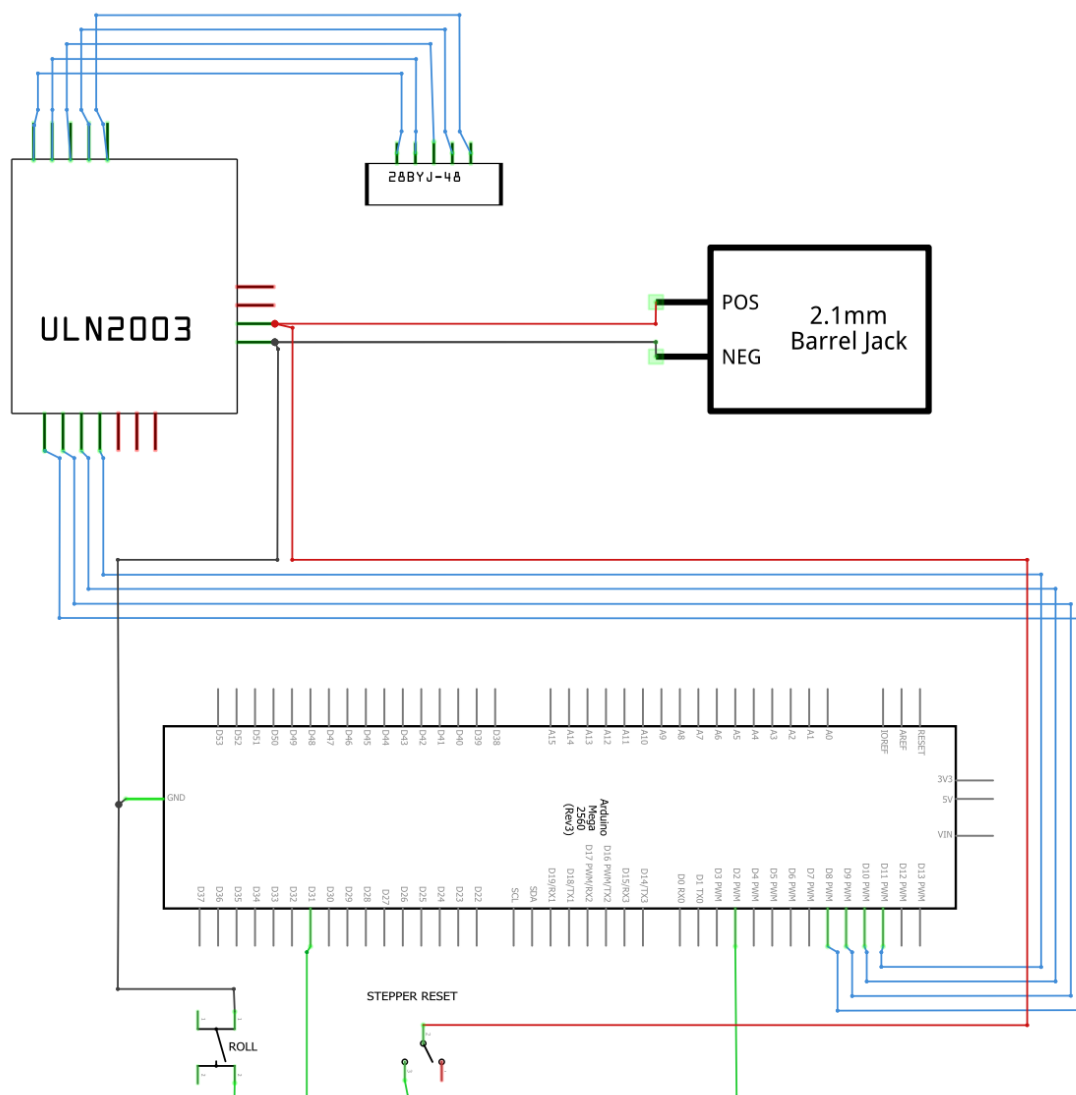 28BYJ-48
ULN2003
POS
NEG
2.1mm
Barrel Jack
D53
D52
D51
D50
D49
D48
D47
D46
D45
D44
D43
D42
D41
D40
D39
D38
A15
A14
A13
A12
A11
A10
A9
A8
A7
A6
A5
A4
A3
A2
A1
A0
IOREF
AREF
RESET
3V3
5V
VIN
GND
Arduino
Mega
2560
(Rev3)
D37
D36
D35
D34
D33
D32
D31
D30
D29
D28
D27
D26
D25
D24
D23
D22
SCL
SDA
D19/RX1
D18/TX1
D17 PWM/RX2
D16 PWM/TX2
D15/RX3
D14/TX3
D0 RX0
D1 TX0
D3 PWM
D2 PWM
D4 PWM
D5 PWM
D6 PWM
D7 PWM
D8 PWM
D9 PWM
D10 PWM
D11 PWM
D12 PWM
D13 PWM
STEPPER RESET
ROLL